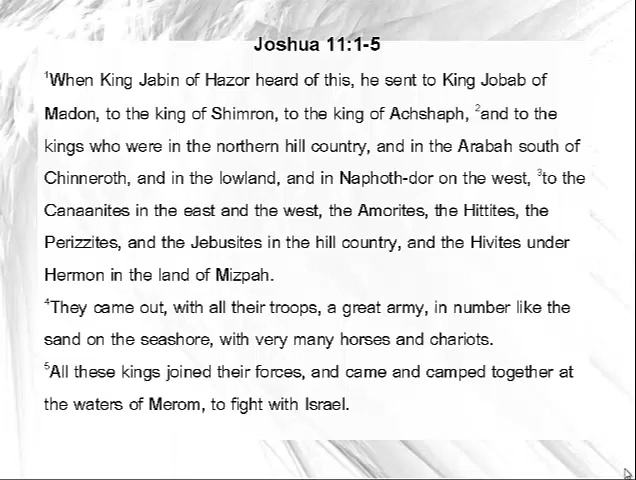 Joshua 11:1-5
¹When King Jabin of Hazor heard of this, he sent to King Jobab of
Madon, to the king of Shimron, to the king of Achshaph, ²and to the
kings who were in the northern hill country, and in the Arabah south of
Chinneroth, and in the lowland, and in Naphoth-dor on the west, ³to the
Canaanites in the east and the west, the Amorites, the Hittites, the
Perizzites, and the Jebusites in the hill country, and the Hivites under
Hermon in the land of Mizpah.
⁴They came out, with all their troops, a great army, in number like the
sand on the seashore, with very many horses and chariots.
⁵All these kings joined their forces, and came and camped together at
the waters of Merom, to fight with Israel.